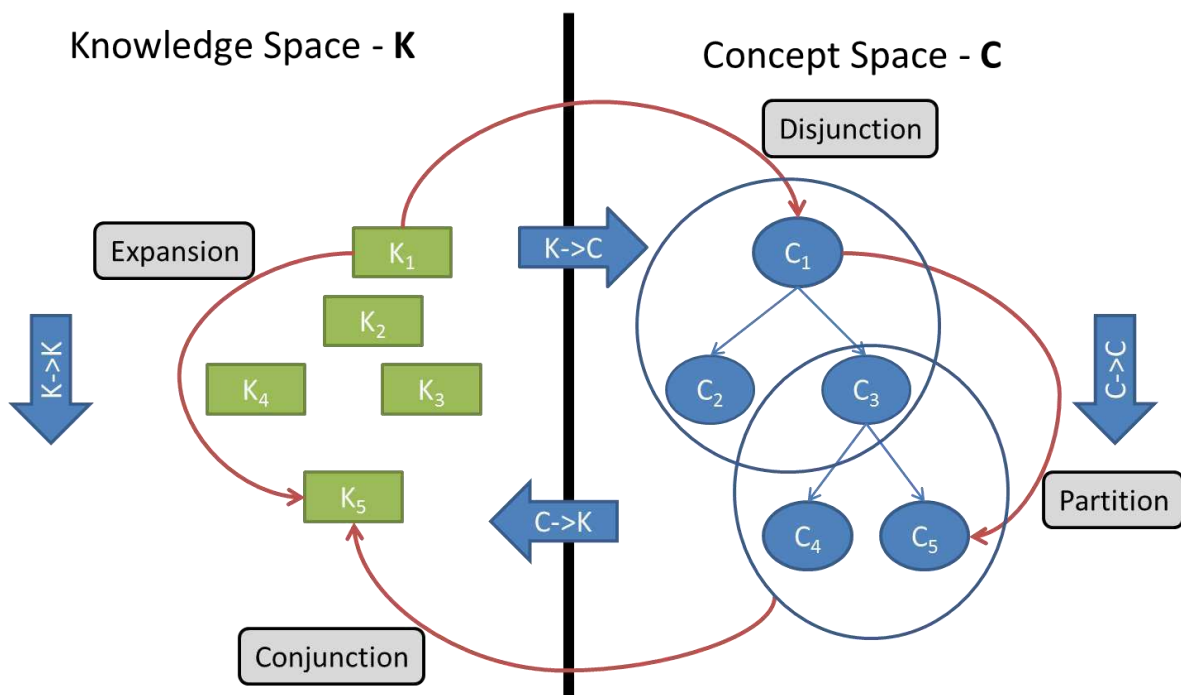 Knowledge Space - K
Concept Space - C
Disjunction
Expansion
K₁
K->C
C₁
K₂
K->K
C->C
K₄
K₃
C₂
C₃
K₅
Partition
C->K
C₄
C₅
Conjunction